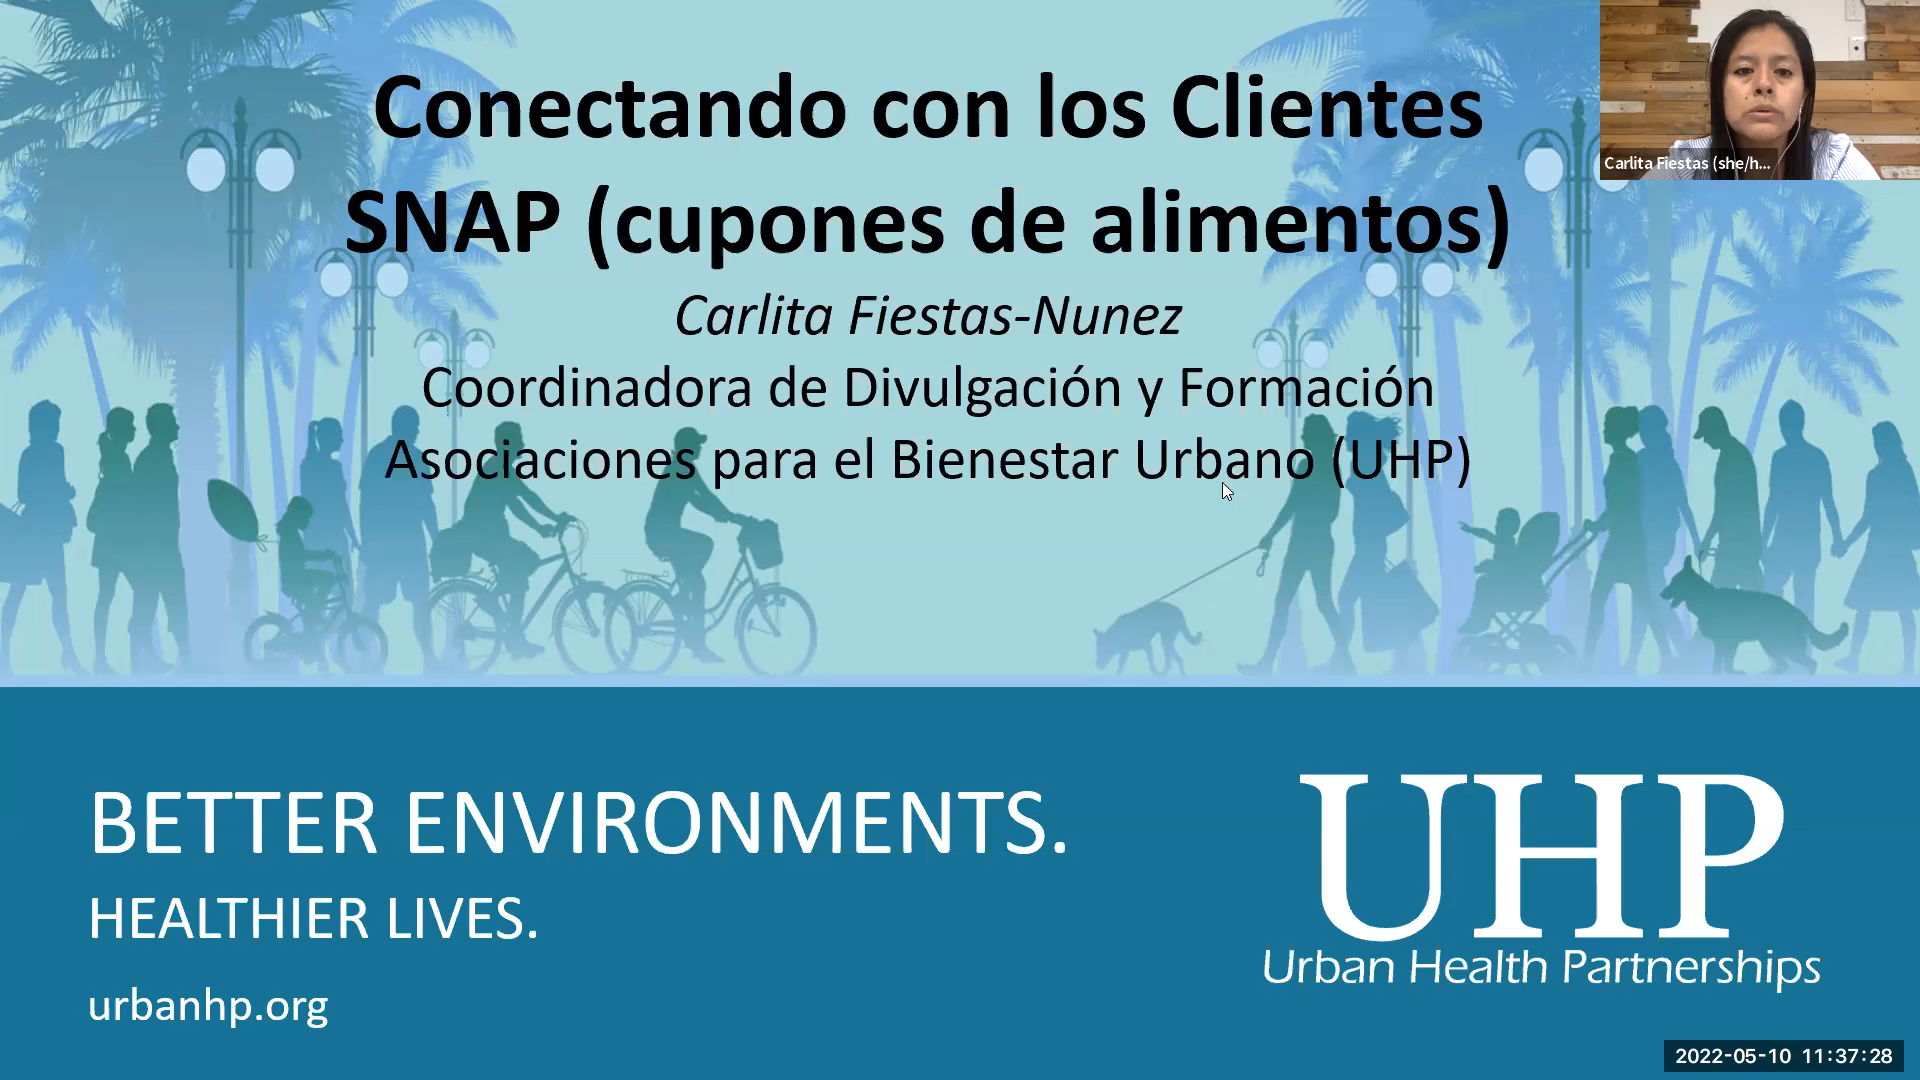 Conectando con los Clientes
SNAP (cupones de alimentos)
Carlita Fiestas-Nunez
Coordinadora de Divulgación y Formación
Asociaciones para el Bienestar Urbano (UHP)
Carlita Fiestas (she/h...
BETTER ENVIRONMENTS.
HEALTHIER LIVES.
urbanhp.org
UHP
Urban Health Partnerships
2022-05-10 11:37:28